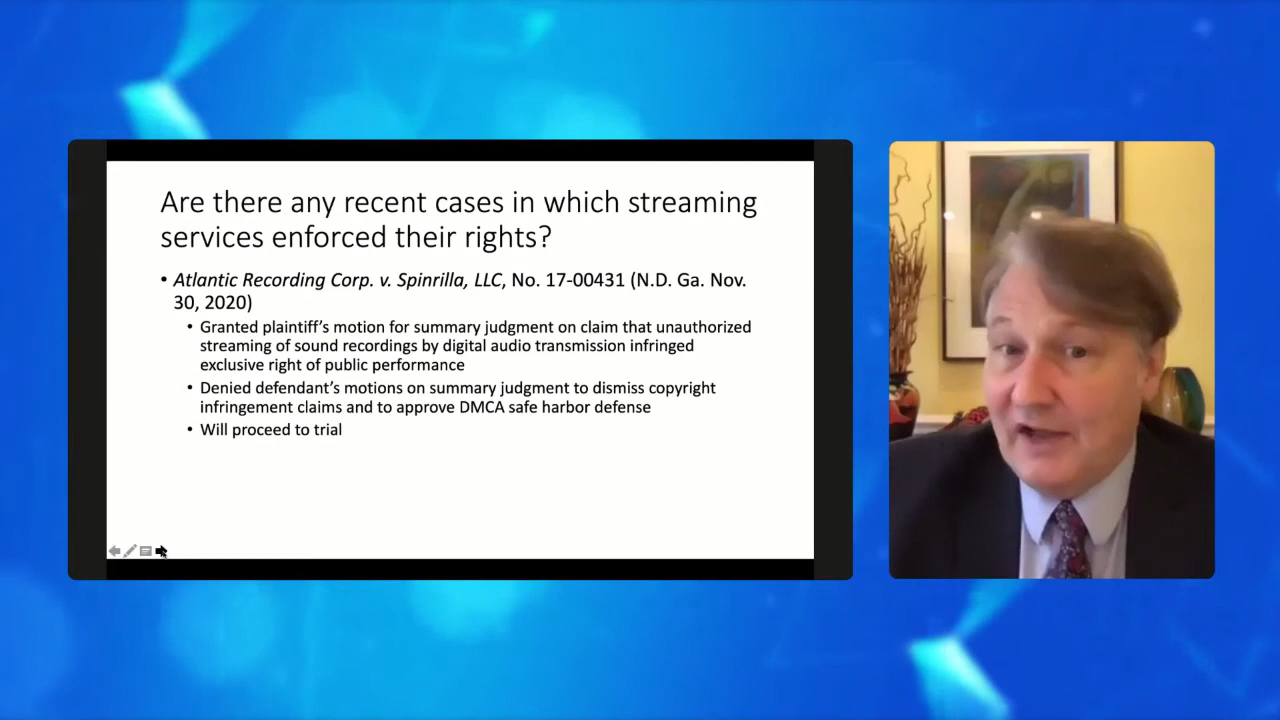 Are there any recent cases in which streaming
services enforced their rights?
• Atlantic Recording Corp. v. Spinrilla, LLC, No. 17-00431 (N.D. Ga. Nov.
30, 2020)
• Granted plaintiff's motion for summary judgment on claim that unauthorized
streaming of sound recordings by digital audio transmission infringed
exclusive right of public performance
• Denied defendant's motions on summary judgment to dismiss copyright
infringement claims and to approve DMCA safe harbor defense
• Will proceed to trial